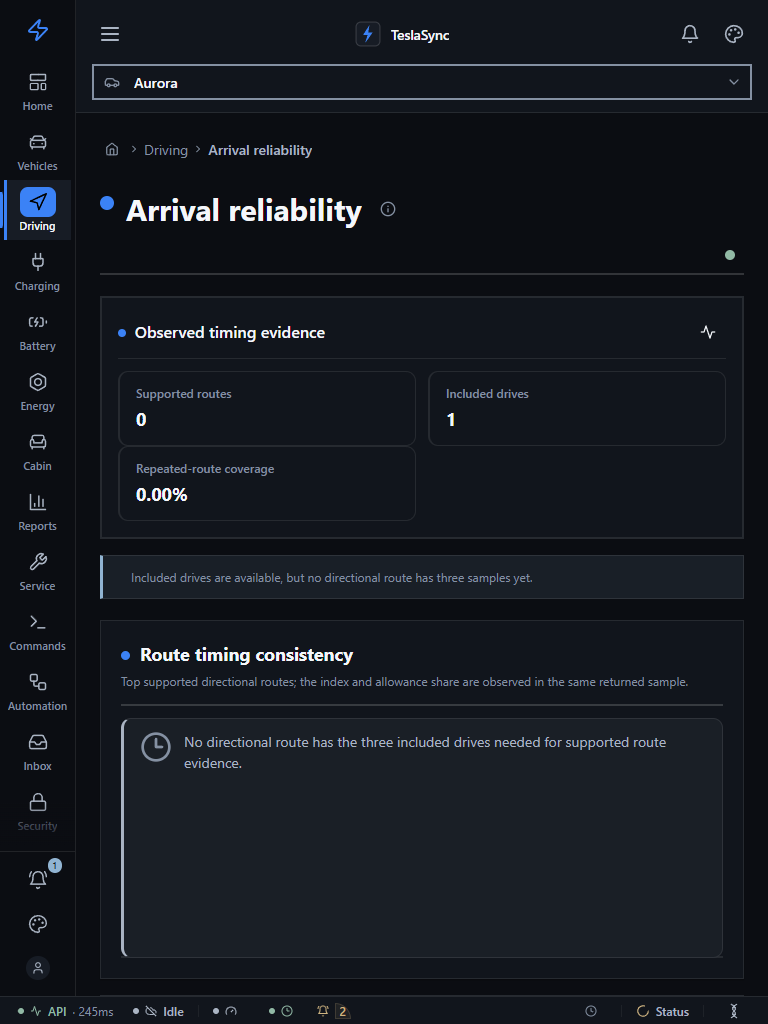 TeslaSync
Aurora
Home
Vehicles
Driving
Charging
Battery
Energy
Cabin
Reports
Service
Commands
Automation
Inbox
Security
1
Driving
Arrival reliability
Arrival reliability
Observed timing evidence
Supported routes
0
Included drives
1
Repeated-route coverage
0.00%
Included drives are available, but no directional route has three samples yet.
Route timing consistency
Top supported directional routes; the index and allowance share are observed in the same returned sample.
No directional route has the three included drives needed for supported route
evidence.
API · 245ms
Idle
2
Status